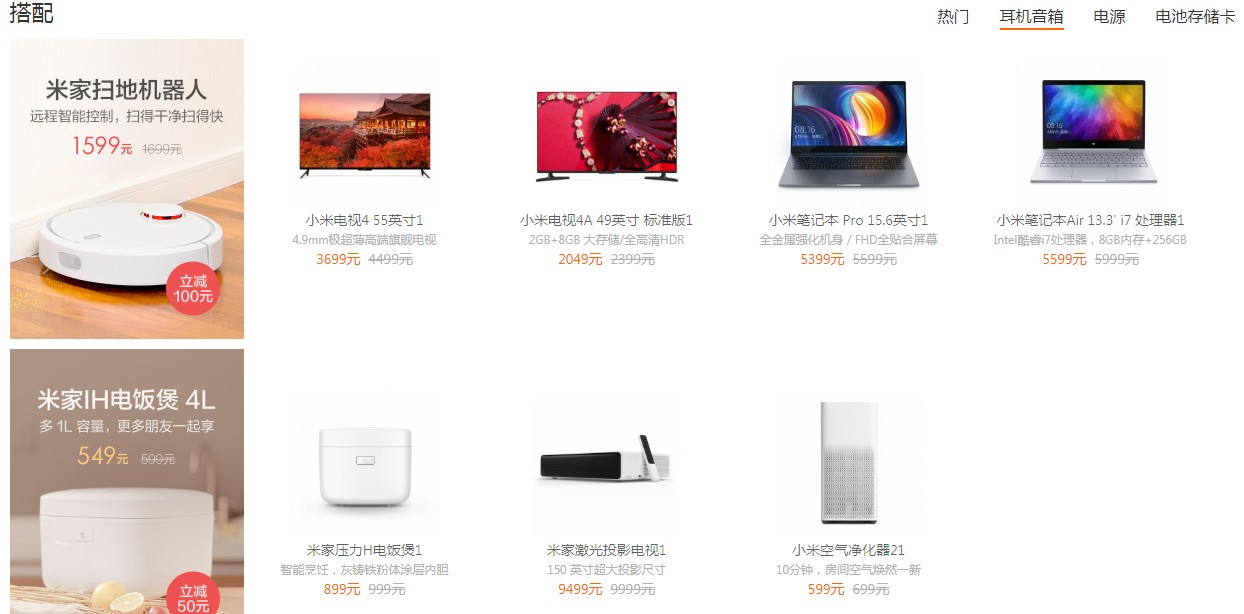 搭配
热门
耳机音箱
电源
电池存储卡
米家扫地机器人
远程智能控制，扫得干净扫得快
1599元 1699元
立减
100元
小米电视4 55英寸1
4.9mm极超薄高端旗舰电视
3699元 4499元
小米电视4A 49英寸 标准版1
2GB+8GB 大存储/全高清HDR
2049元 2399元
小米笔记本 Pro 15.6英寸1
全金属强化机身 / FHD全贴合屏幕
5399元 5599元
小米笔记本Air 13.3" i7 处理器1
Intel酷睿i7处理器，8GB内存+256GB
5599元 5999元
08:16
08:16
米家IH电饭煲 4L
多 1L 容量，更多朋友一起享
549元 599元
立减
50元
米家压力H电饭煲1
智能烹饪，灰铸铁粉体涂层内胆
899元 999元
米家激光投影电视1
150 英寸超大投影尺寸
9499元 9999元
小米空气净化器21
10分钟，房间空气焕然一新
599元 699元